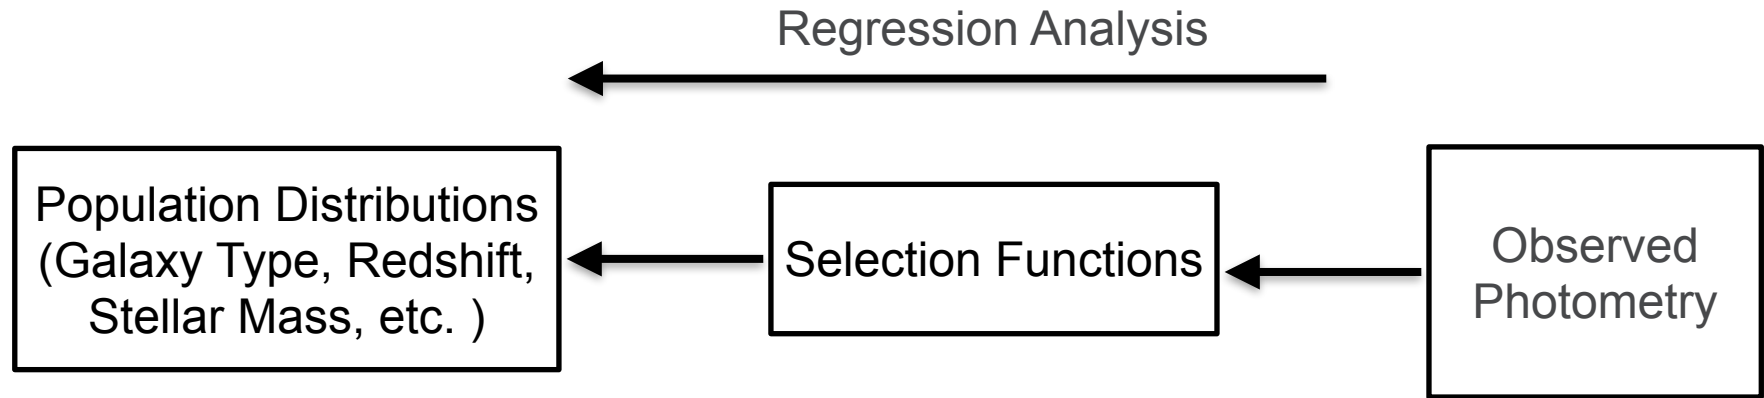 Regression Analysis
Population Distributions
(Galaxy Type, Redshift,
Stellar Mass, etc. )
Selection Functions
Observed
Photometry